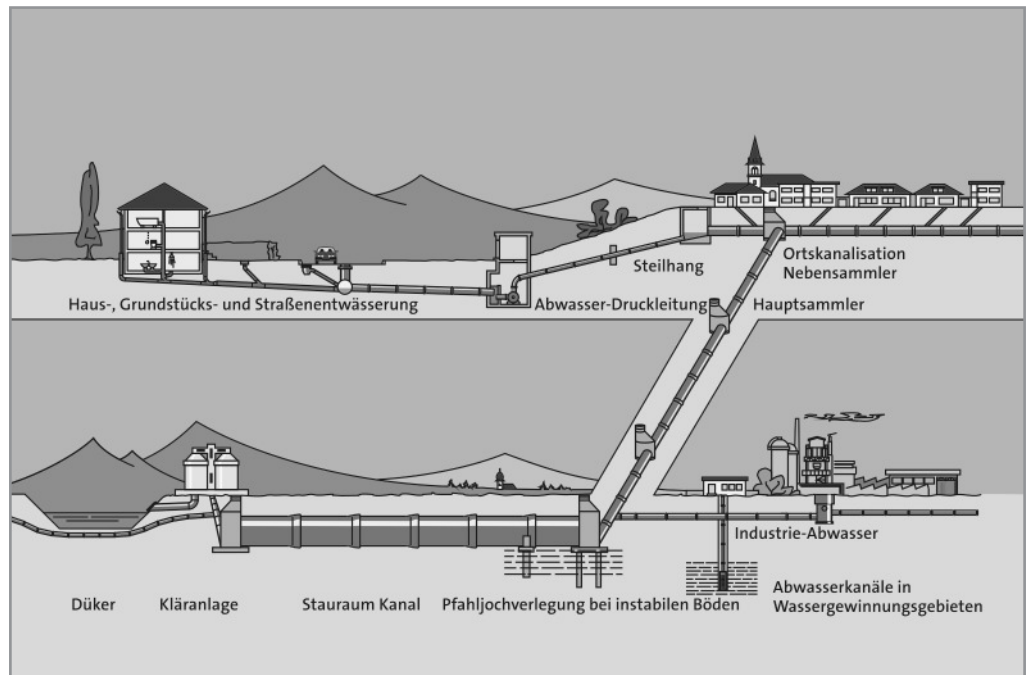 Steilhang
Ortskanalisation
Nebensammler
Haus-, Grundstücks- und Straßenentwässerung
Abwasser-Druckleitung
Hauptsammler
Industrie-Abwasser
Düker
Kläranlage
Stauraum Kanal
Pfahljochverlegung bei instabilen Böden
Abwasserkanäle in
Wassergewinnungsgebieten